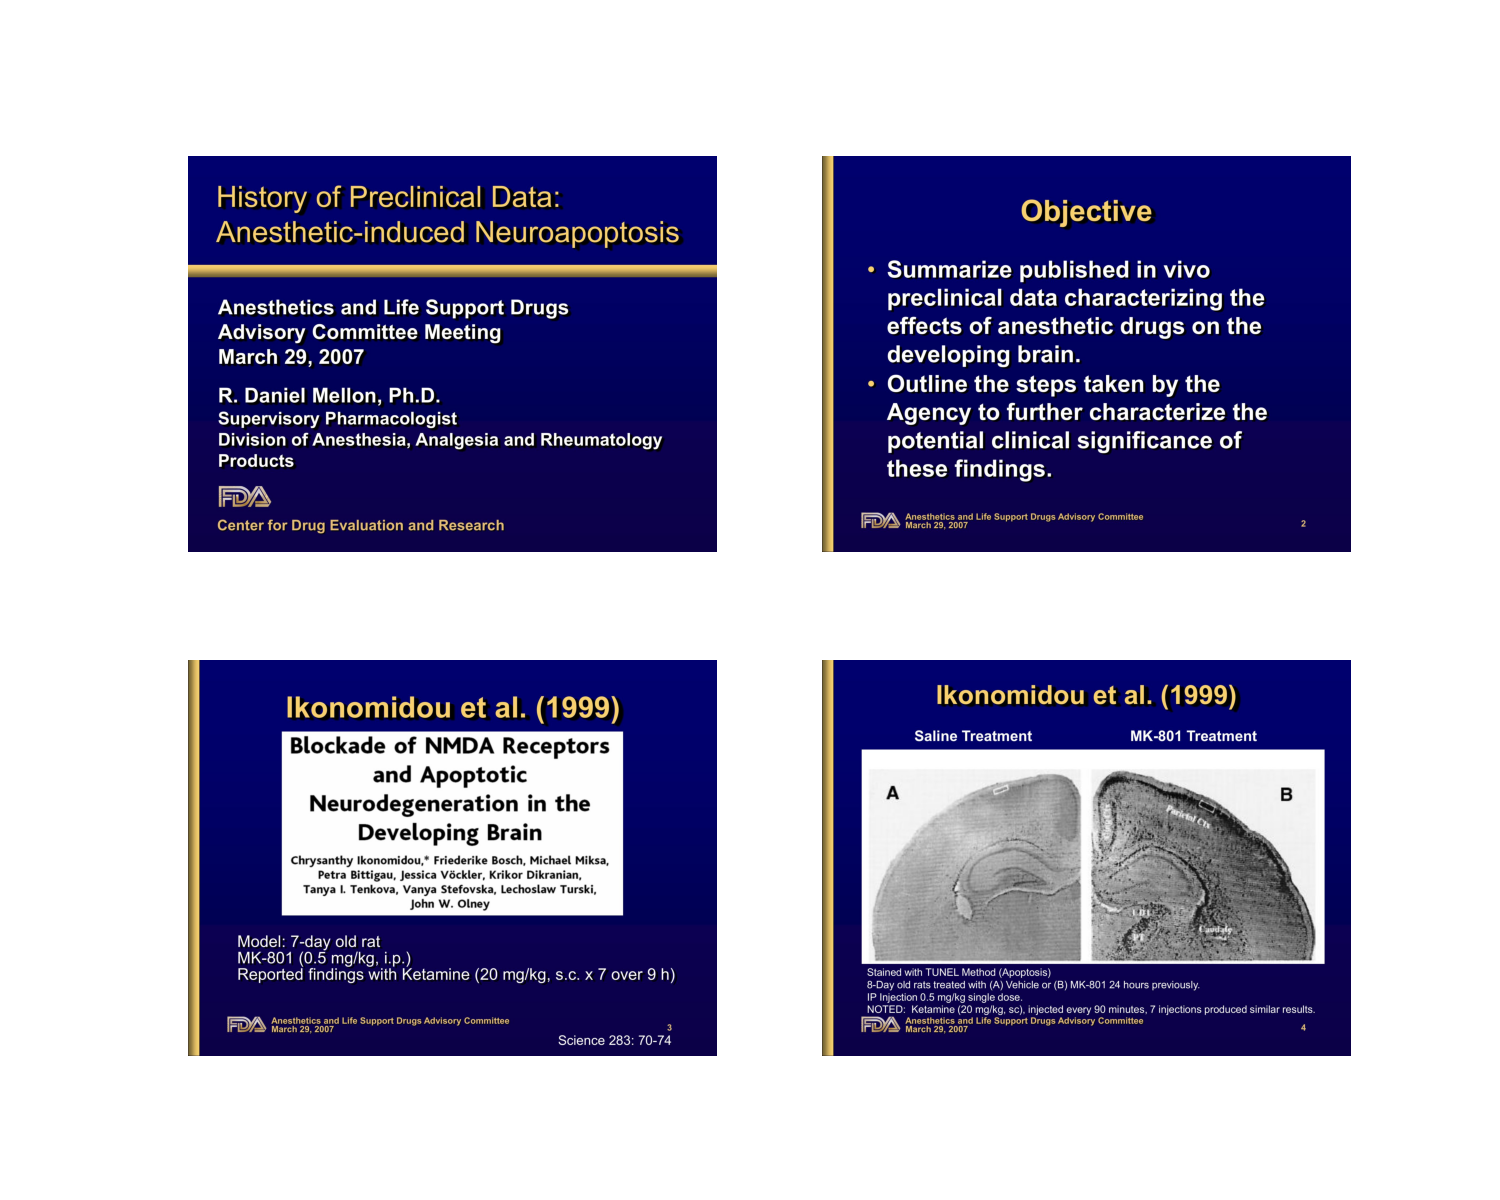 History of Preclinical Data:
Anesthetic-induced Neuroapoptosis
Anesthetics and Life Support Drugs
Advisory Committee Meeting
March 29, 2007
R. Daniel Mellon, Ph.D.
Supervisory Pharmacologist
Division of Anesthesia, Analgesia and Rheumatology
Products
FDA
Center for Drug Evaluation and Research
Objective
• Summarize published in vivo
preclinical data characterizing the
effects of anesthetic drugs on the
developing brain.
• Outline the steps taken by the
Agency to further characterize the
potential clinical significance of
these findings.
FDA
Anesthetics and Life Support Drugs Advisory Committee
March 29, 2007
2
Ikonomidou et al. (1999)
Blockade of NMDA Receptors
and Apoptotic
Neurodegeneration in the
Developing Brain
Chrysanthy Ikonomidou,* Friederike Bosch, Michael Miksa,
Petra Bittigau, Jessica Vöckler, Krikor Dikranian,
Tanya I. Tenkova, Vanya Stefovska, Lechoslaw Turski,
John W. Olney
Model: 7-day old rat
MK-801 (0.5 mg/kg, i.p.)
Reported findings with Ketamine (20 mg/kg, s.c. x 7 over 9 h)
FDA
Anesthetics and Life Support Drugs Advisory Committee
March 29, 2007
3
Science 283: 70-74
Ikonomidou et al. (1999)
Saline Treatment
MK-801 Treatment
A
B
Parietal Ctx
Caudate
Stained with TUNEL Method (Apoptosis)
8-Day old rats treated with (A) Vehicle or (B) MK-801 24 hours previously.
IP Injection 0.5 mg/kg single dose.
NOTED: Ketamine (20 mg/kg, sc), injected every 90 minutes, 7 injections produced similar results.
FDA
Anesthetics and Life Support Drugs Advisory Committee
March 29, 2007
4